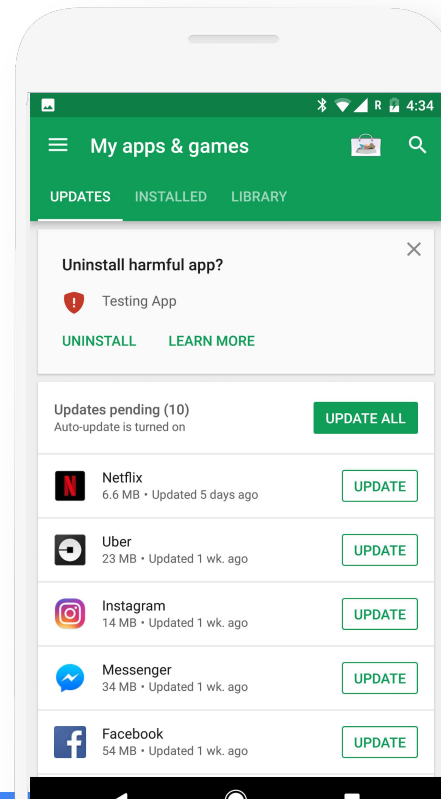 R 4:34
My apps & games
UPDATES INSTALLED LIBRARY
Uninstall harmful app?
Testing App
UNINSTALL LEARN MORE
Updates pending (10)
Auto-update is turned on
UPDATE ALL
Netflix
6.6 MB • Updated 5 days ago
UPDATE
Uber
23 MB • Updated 1 wk. ago
UPDATE
Instagram
14 MB • Updated 1 wk. ago
UPDATE
Messenger
34 MB • Updated 1 wk. ago
UPDATE
Facebook
54 MB • Updated 1 wk. ago
UPDATE